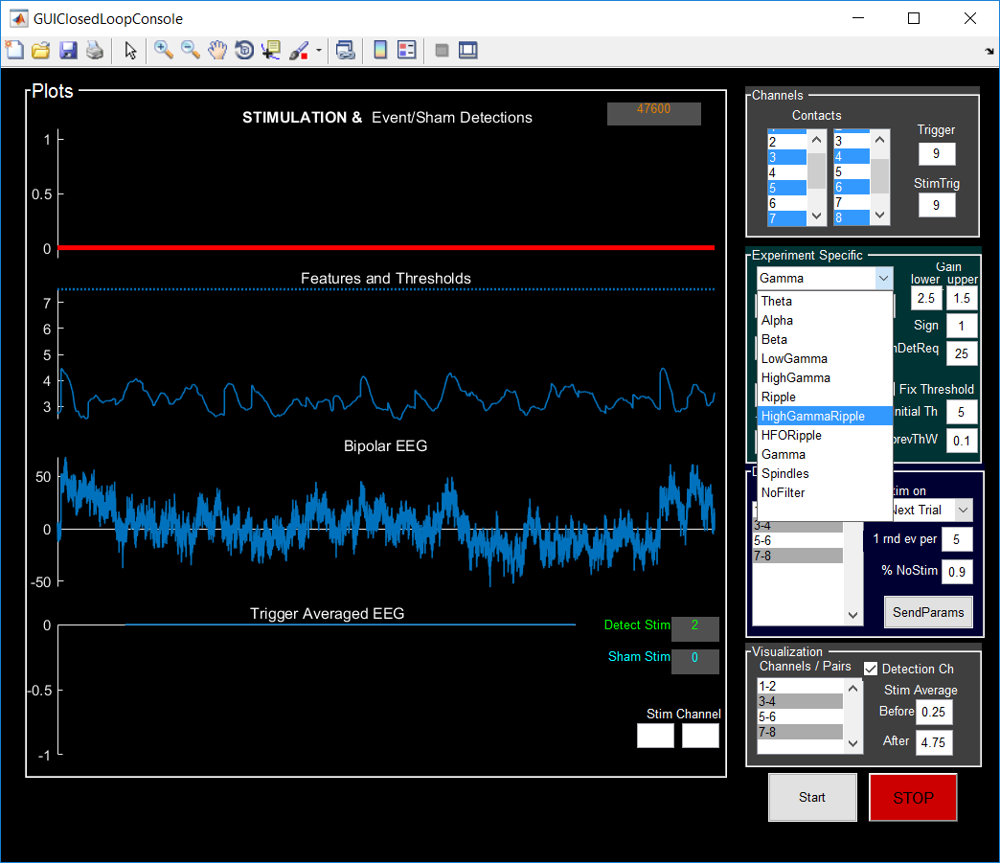 GUIClosedLoopConsole
Plots
STIMULATION & Event/Sham Detections
47600
1
0.5
0
Features and Thresholds
7
6
5
4
3
Bipolar EEG
50
0
-50
Trigger Averaged EEG
0
-0.5
-1
Detect Stim 2
Sham Stim 0
Stim Channel
Channels
Contacts
2
3
4
5
6
7
3
4
5
6
7
8
Trigger
9
StimTrig
9
Experiment Specific
Gamma
Theta
Alpha
Beta
LowGamma
HighGamma
Ripple
HighGammaRipple
HFORipple
Gamma
Spindles
NoFilter
Gain
lower upper
2.5 1.5
Sign 1
nDetReq 25
Fix Threshold
nitial Th 5
prevThW 0.1
3-4
5-6
7-8
tim on
Next Trial
1 rnd ev per 5
% NoStim 0.9
SendParams
Visualization
Channels / Pairs
1-2
3-4
5-6
7-8
Detection Ch
Stim Average
Before 0.25
After 4.75
Start
STOP